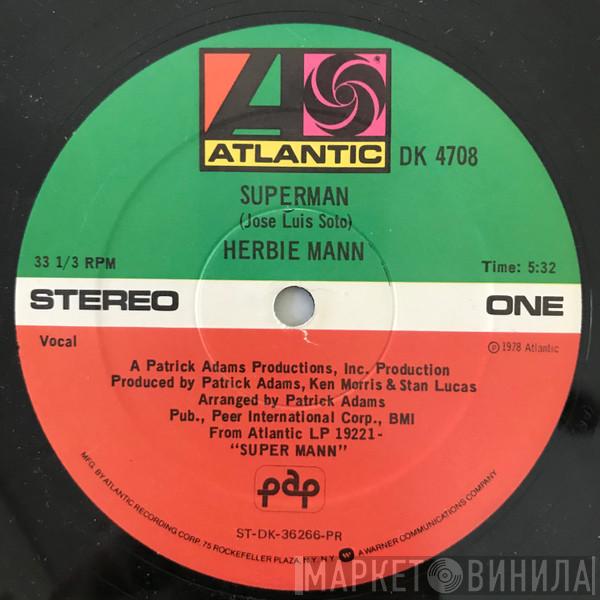 ATLANTIC
DK 4708
SUPERMAN
(Jose Luis Soto)
HERBIE MANN
33 1/3 RPM
Time: 5:32
STEREO
ONE
Vocal
℗ 1978 Atlantic
A Patrick Adams Productions, Inc. Production
Produced by Patrick Adams, Ken Morris & Stan Lucas
Arranged by Patrick Adams
Pub., Peer International Corp., BMI
From Atlantic LP 19221-
"SUPER MANN"
pap
ST-DK-36266-PR
MFG. BY ATLANTIC RECORDING CORP. 75 ROCKEFELLER PLAZA, N.Y. N.Y. A WARNER COMMUNICATIONS COMPANY
МАРКЕТ ВИНИЛА